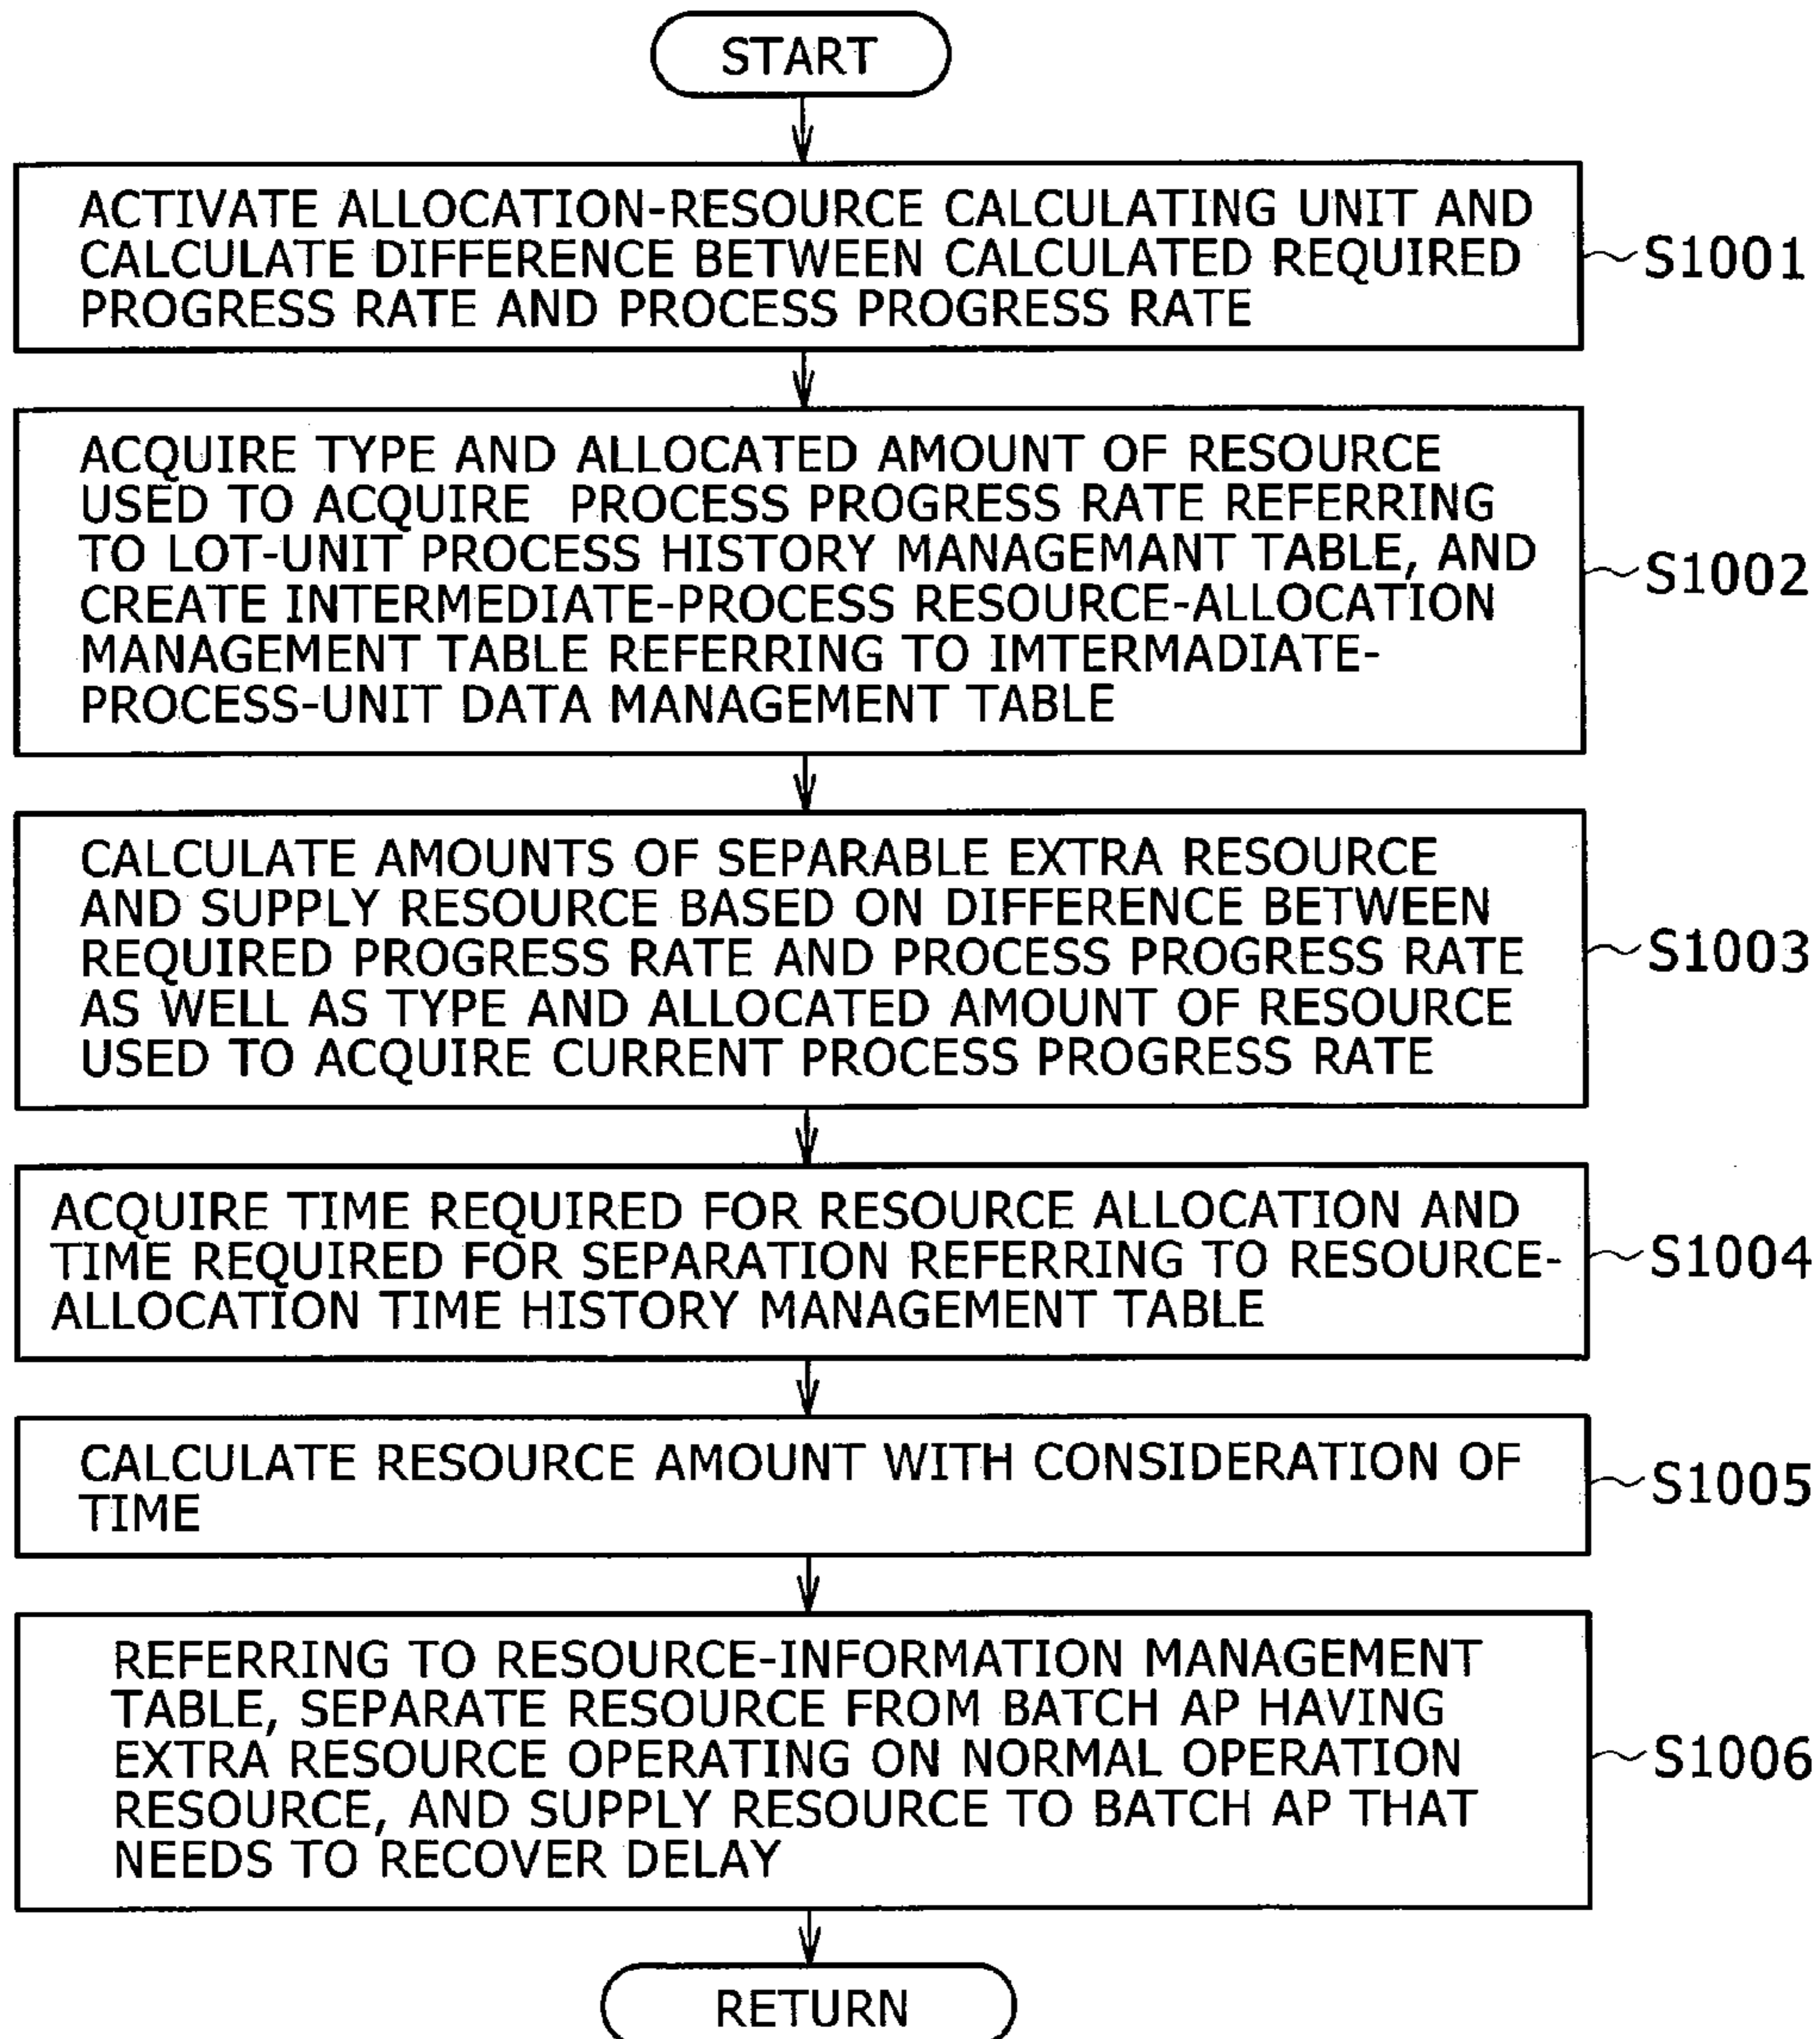 START
ACTIVATE ALLOCATION-RESOURCE CALCULATING UNIT AND
CALCULATE DIFFERENCE BETWEEN CALCULATED REQUIRED
PROGRESS RATE AND PROCESS PROGRESS RATE
S1001
ACQUIRE TYPE AND ALLOCATED AMOUNT OF RESOURCE
USED TO ACQUIRE PROCESS PROGRESS RATE REFERRING
TO LOT-UNIT PROCESS HISTORY MANAGEMANT TABLE, AND
CREATE INTERMEDIATE-PROCESS RESOURCE-ALLOCATION
MANAGEMENT TABLE REFERRING TO IMTERMADIATE-
PROCESS-UNIT DATA MANAGEMENT TABLE
S1002
CALCULATE AMOUNTS OF SEPARABLE EXTRA RESOURCE
AND SUPPLY RESOURCE BASED ON DIFFERENCE BETWEEN
REQUIRED PROGRESS RATE AND PROCESS PROGRESS RATE
AS WELL AS TYPE AND ALLOCATED AMOUNT OF RESOURCE
USED TO ACQUIRE CURRENT PROCESS PROGRESS RATE
S1003
ACQUIRE TIME REQUIRED FOR RESOURCE ALLOCATION AND
TIME REQUIRED FOR SEPARATION REFERRING TO RESOURCE-
ALLOCATION TIME HISTORY MANAGEMENT TABLE
S1004
CALCULATE RESOURCE AMOUNT WITH CONSIDERATION OF
TIME
S1005
REFERRING TO RESOURCE-INFORMATION MANAGEMENT
TABLE, SEPARATE RESOURCE FROM BATCH AP HAVING
EXTRA RESOURCE OPERATING ON NORMAL OPERATION
RESOURCE, AND SUPPLY RESOURCE TO BATCH AP THAT
NEEDS TO RECOVER DELAY
S1006
RETURN